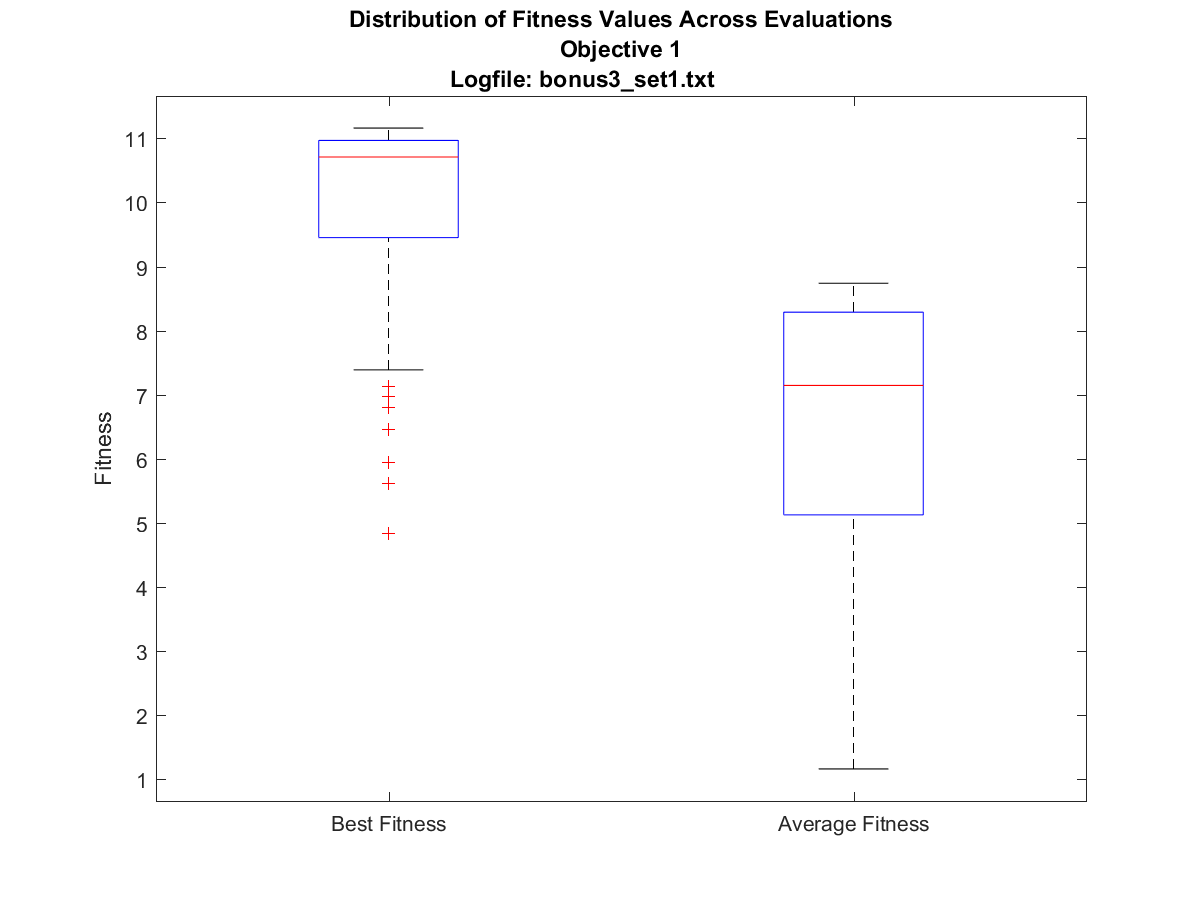 Distribution of Fitness Values Across Evaluations
Objective 1
Logfile: bonus3_set1.txt
11
10
9
8
7
6
5
4
3
2
1
Fitness
Best Fitness
Average Fitness